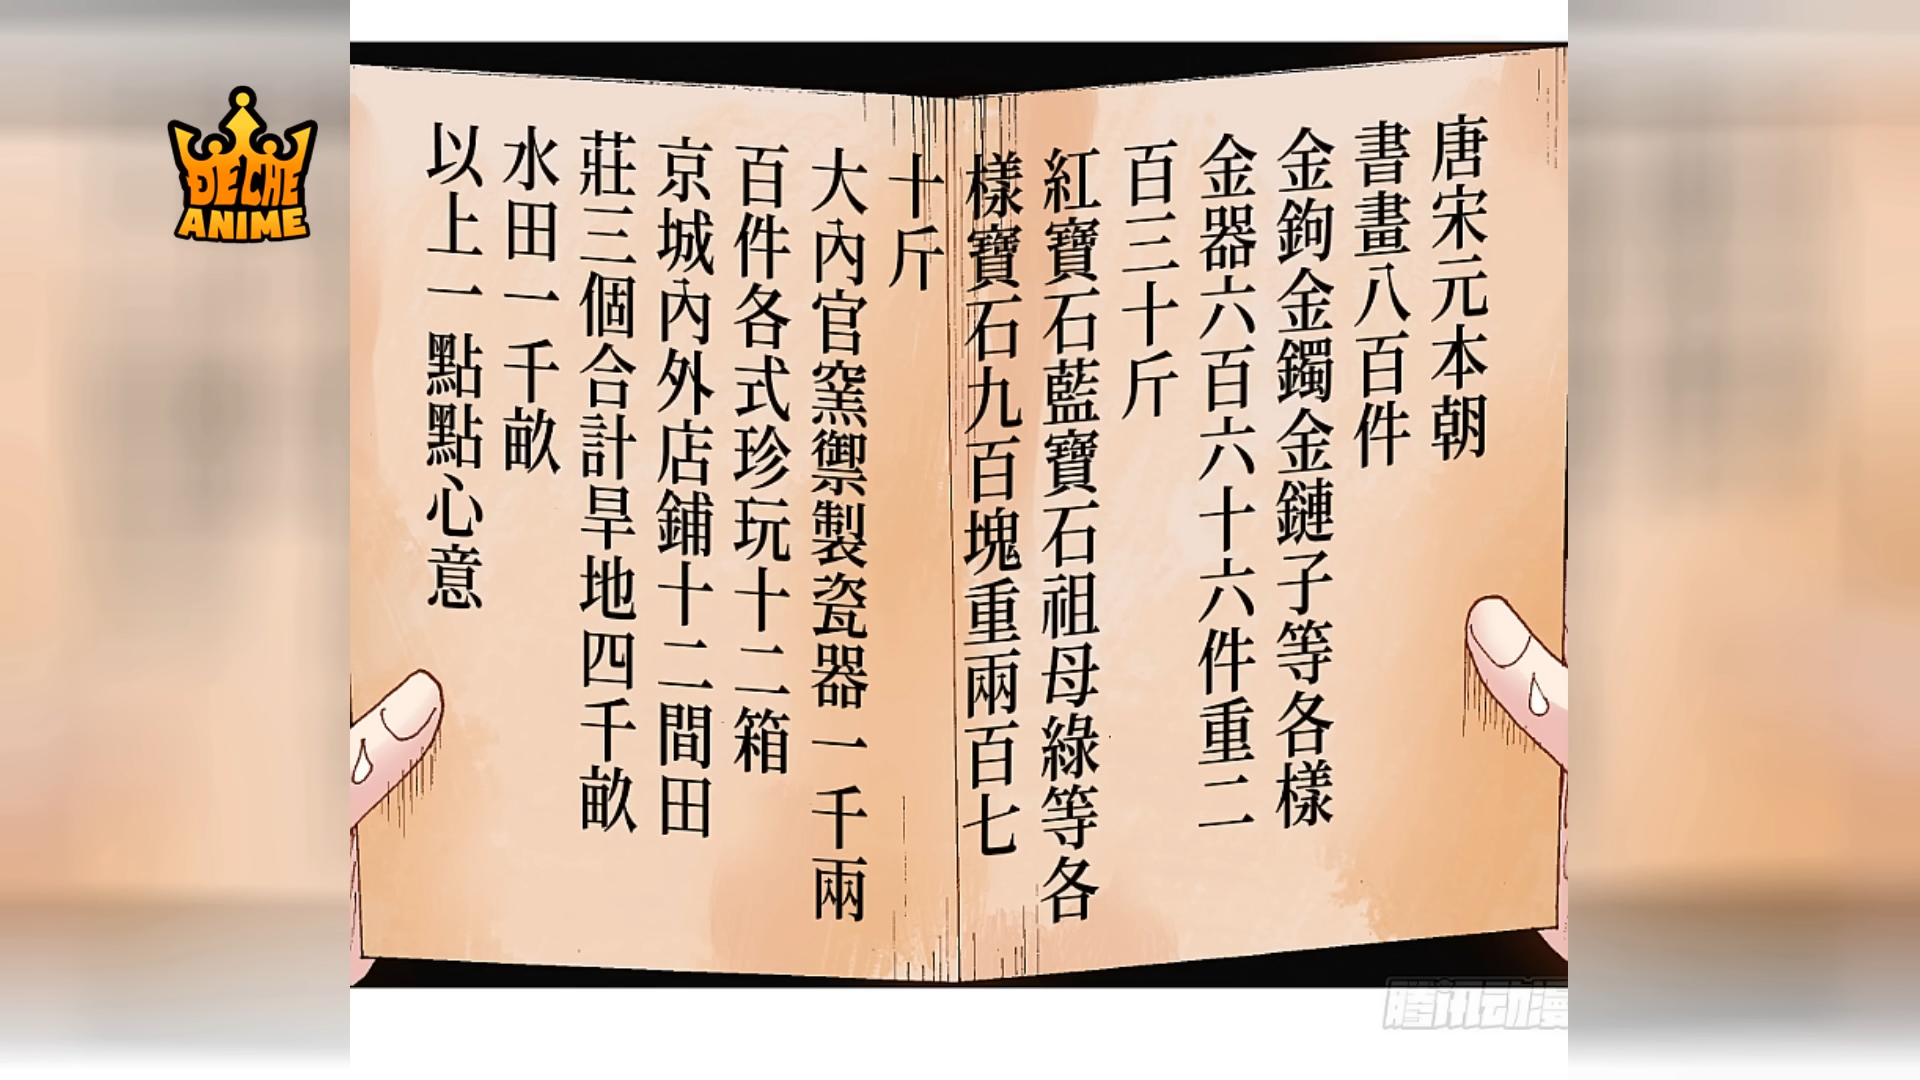 唐宋元本朝
書畫八百件
金鉤金鐲金鏈子等各樣
金器六百六十六件重二
百三十斤
紅寶石藍寶石祖母綠等各
樣寶石九百塊重兩百七
十斤
大內官窯禦製瓷器一千兩
百件各式珍玩十二箱
京城內外店鋪十二間田
莊三個合計旱地四千畝
水田一千畝
以上一點點心意
DECHE
ANIME
腾讯动漫